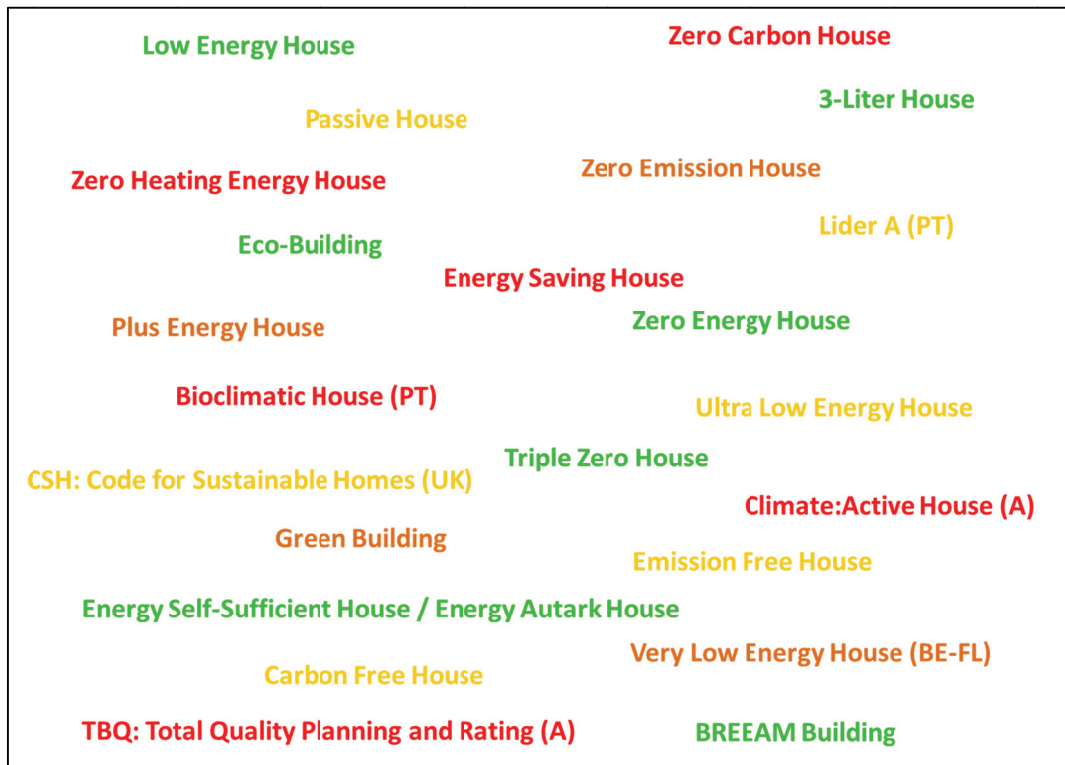 Low Energy House
Zero Carbon House
3-Liter House
Passive House
Zero Emission House
Zero Heating Energy House
Lider A (PT)
Eco-Building
Energy Saving House
Plus Energy House
Zero Energy House
Bioclimatic House (PT)
Ultra Low Energy House
Triple Zero House
CSH: Code for Sustainable Homes (UK)
Climate:Active House (A)
Green Building
Emission Free House
Energy Self-Sufficient House / Energy Autark House
Very Low Energy House (BE-FL)
Carbon Free House
TBQ: Total Quality Planning and Rating (A)
BREEAM Building